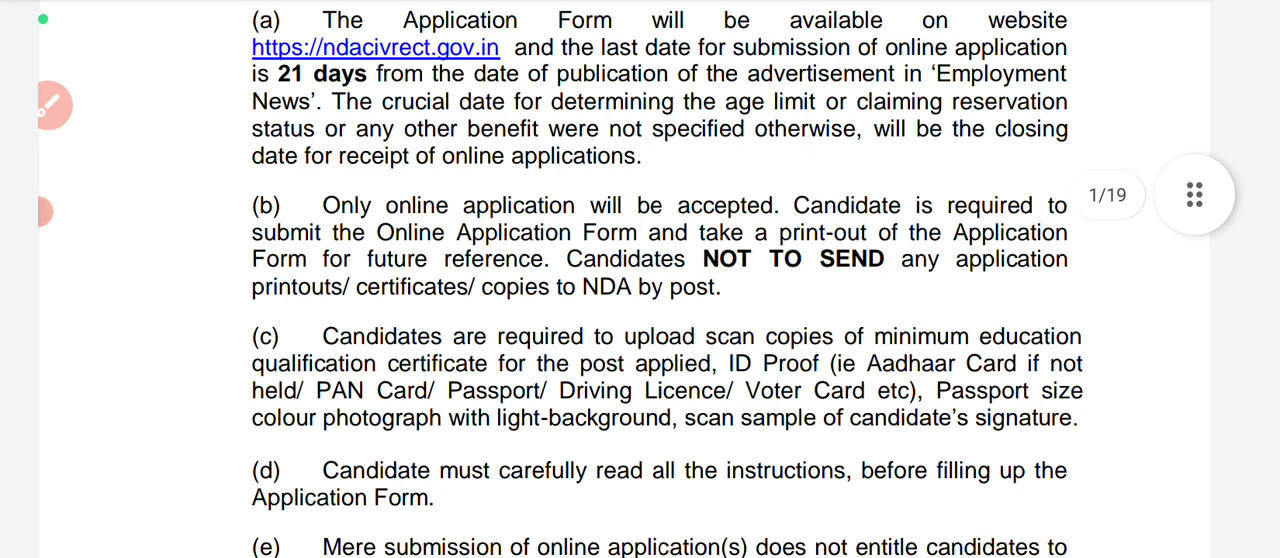 (a) The Application Form will be available on website
https://ndacivrect.gov.in and the last date for submission of online application
is 21 days from the date of publication of the advertisement in ‘Employment
News’. The crucial date for determining the age limit or claiming reservation
status or any other benefit were not specified otherwise, will be the closing
date for receipt of online applications.
(b) Only online application will be accepted. Candidate is required to
submit the Online Application Form and take a print-out of the Application
Form for future reference. Candidates NOT TO SEND any application
printouts/ certificates/ copies to NDA by post.
1/19
(c) Candidates are required to upload scan copies of minimum education
qualification certificate for the post applied, ID Proof (ie Aadhaar Card if not
held/ PAN Card/ Passport/ Driving Licence/ Voter Card etc), Passport size
colour photograph with light-background, scan sample of candidate’s signature.
(d) Candidate must carefully read all the instructions, before filling up the
Application Form.
(e) Mere submission of online application(s) does not entitle candidates to